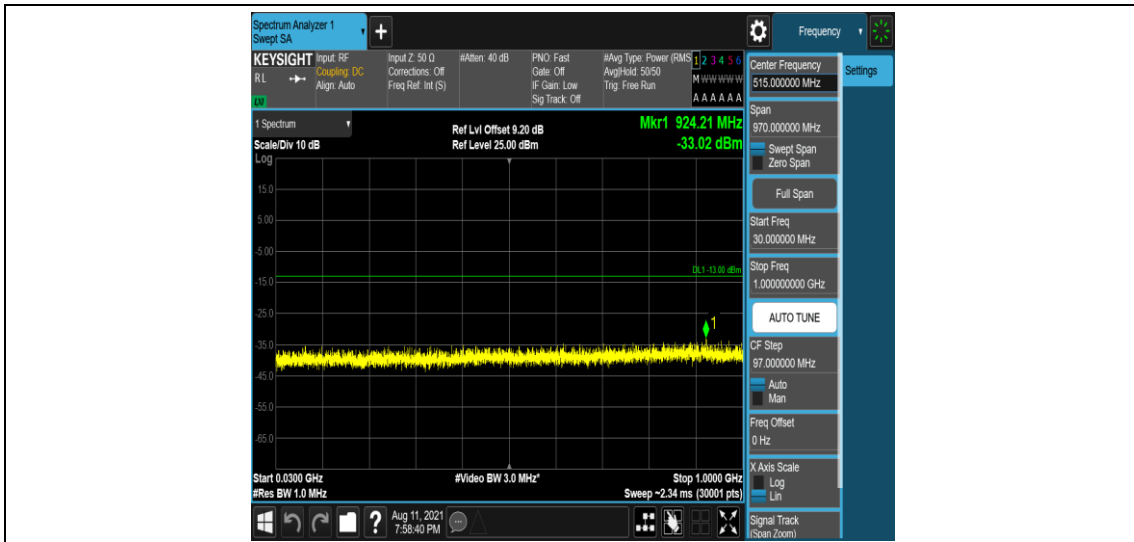 Spectrum Analyzer 1
Swept SA
+
Frequency
KEYSIGHT
RL
LM
Input: RF
Coupling: DC
Align: Auto
Input Z: 50 Ω
Corrections: Off
Freq Ref: Int (S)
#Atten: 40 dB
PNO: Fast
Gate: Off
IF Gain: Low
Sig Track: Off
#Avg Type: Power (RMS
Avg|Hold: 50/50
Trig: Free Run
1 2 3 4 5 6
M W W W W W
A A A A A A
1 Spectrum
Scale/Div 10 dB
Log
Ref Lvl Offset 9.20 dB
Ref Level 25.00 dBm
Mkr1 924.21 MHz
-33.02 dBm
15.0
5.00
-5.00
-15.0
-25.0
-35.0
-45.0
-55.0
-65.0
DL1 -13.00 dBm
1
Start 0.0300 GHz
#Res BW 1.0 MHz
#Video BW 3.0 MHz*
Stop 1.0000 GHz
Sweep ~2.34 ms (30001 pts)
Center Frequency
515.000000 MHz
Settings
Span
970.000000 MHz
Swept Span
Zero Span
Full Span
Start Freq
30.000000 MHz
Stop Freq
1.000000000 GHz
AUTO TUNE
CF Step
97.000000 MHz
Auto
Man
Freq Offset
0 Hz
X Axis Scale
Log
Lin
Signal Track
(Span Zoom)
?
Aug 11, 2021
7:58:40 PM